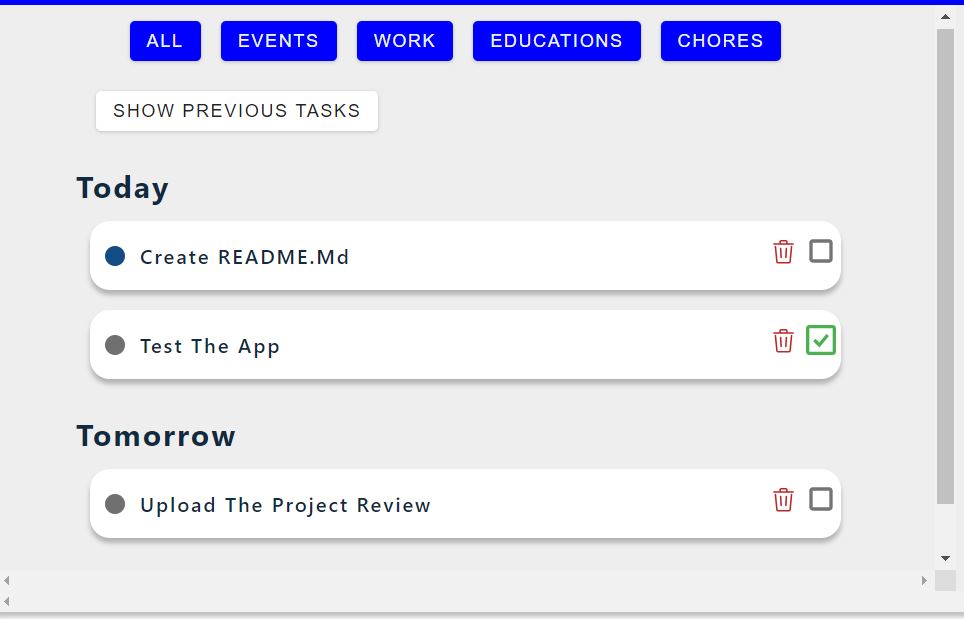 ALL EVENTS WORK EDUCATIONS CHORES
SHOW PREVIOUS TASKS
Today
Create README.Md
Test The App
Tomorrow
Upload The Project Review